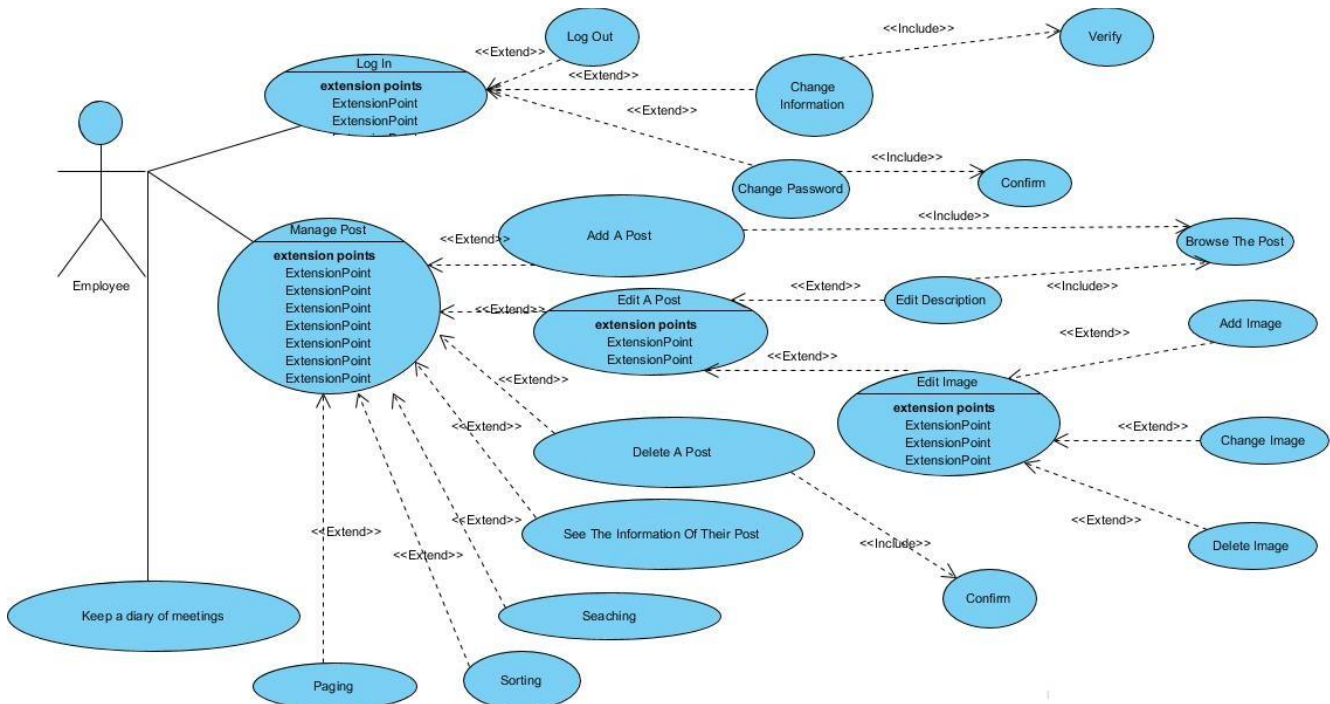 Log Out
<<Include>>
Verify
<<Extend>>
Log In
extension points
ExtensionPoint
ExtensionPoint
ExtensionPoint
<<Extend>>
Change
Information
<<Extend>>
<<Include>>
Change Password
Confirm
<<Include>>
Manage Post
extension points
ExtensionPoint
ExtensionPoint
ExtensionPoint
ExtensionPoint
ExtensionPoint
ExtensionPoint
ExtensionPoint
<<Extend>>
Add A Post
Browse The Post
Employee
<<Extend>>
Edit A Post
extension points
ExtensionPoint
ExtensionPoint
<<Extend>>
Edit Description
<<Include>>
Add Image
<<Extend>>
<<Extend>>
Edit Image
extension points
ExtensionPoint
ExtensionPoint
ExtensionPoint
<<Extend>>
<<Extend>>
Change Image
<<Extend>>
Delete A Post
<<Extend>>
Delete Image
<<Extend>>
<<Extend>>
See The Information Of Their Post
<<Include>>
<<Extend>>
<<Extend>>
Confirm
Keep a diary of meetings
Seaching
Paging
Sorting